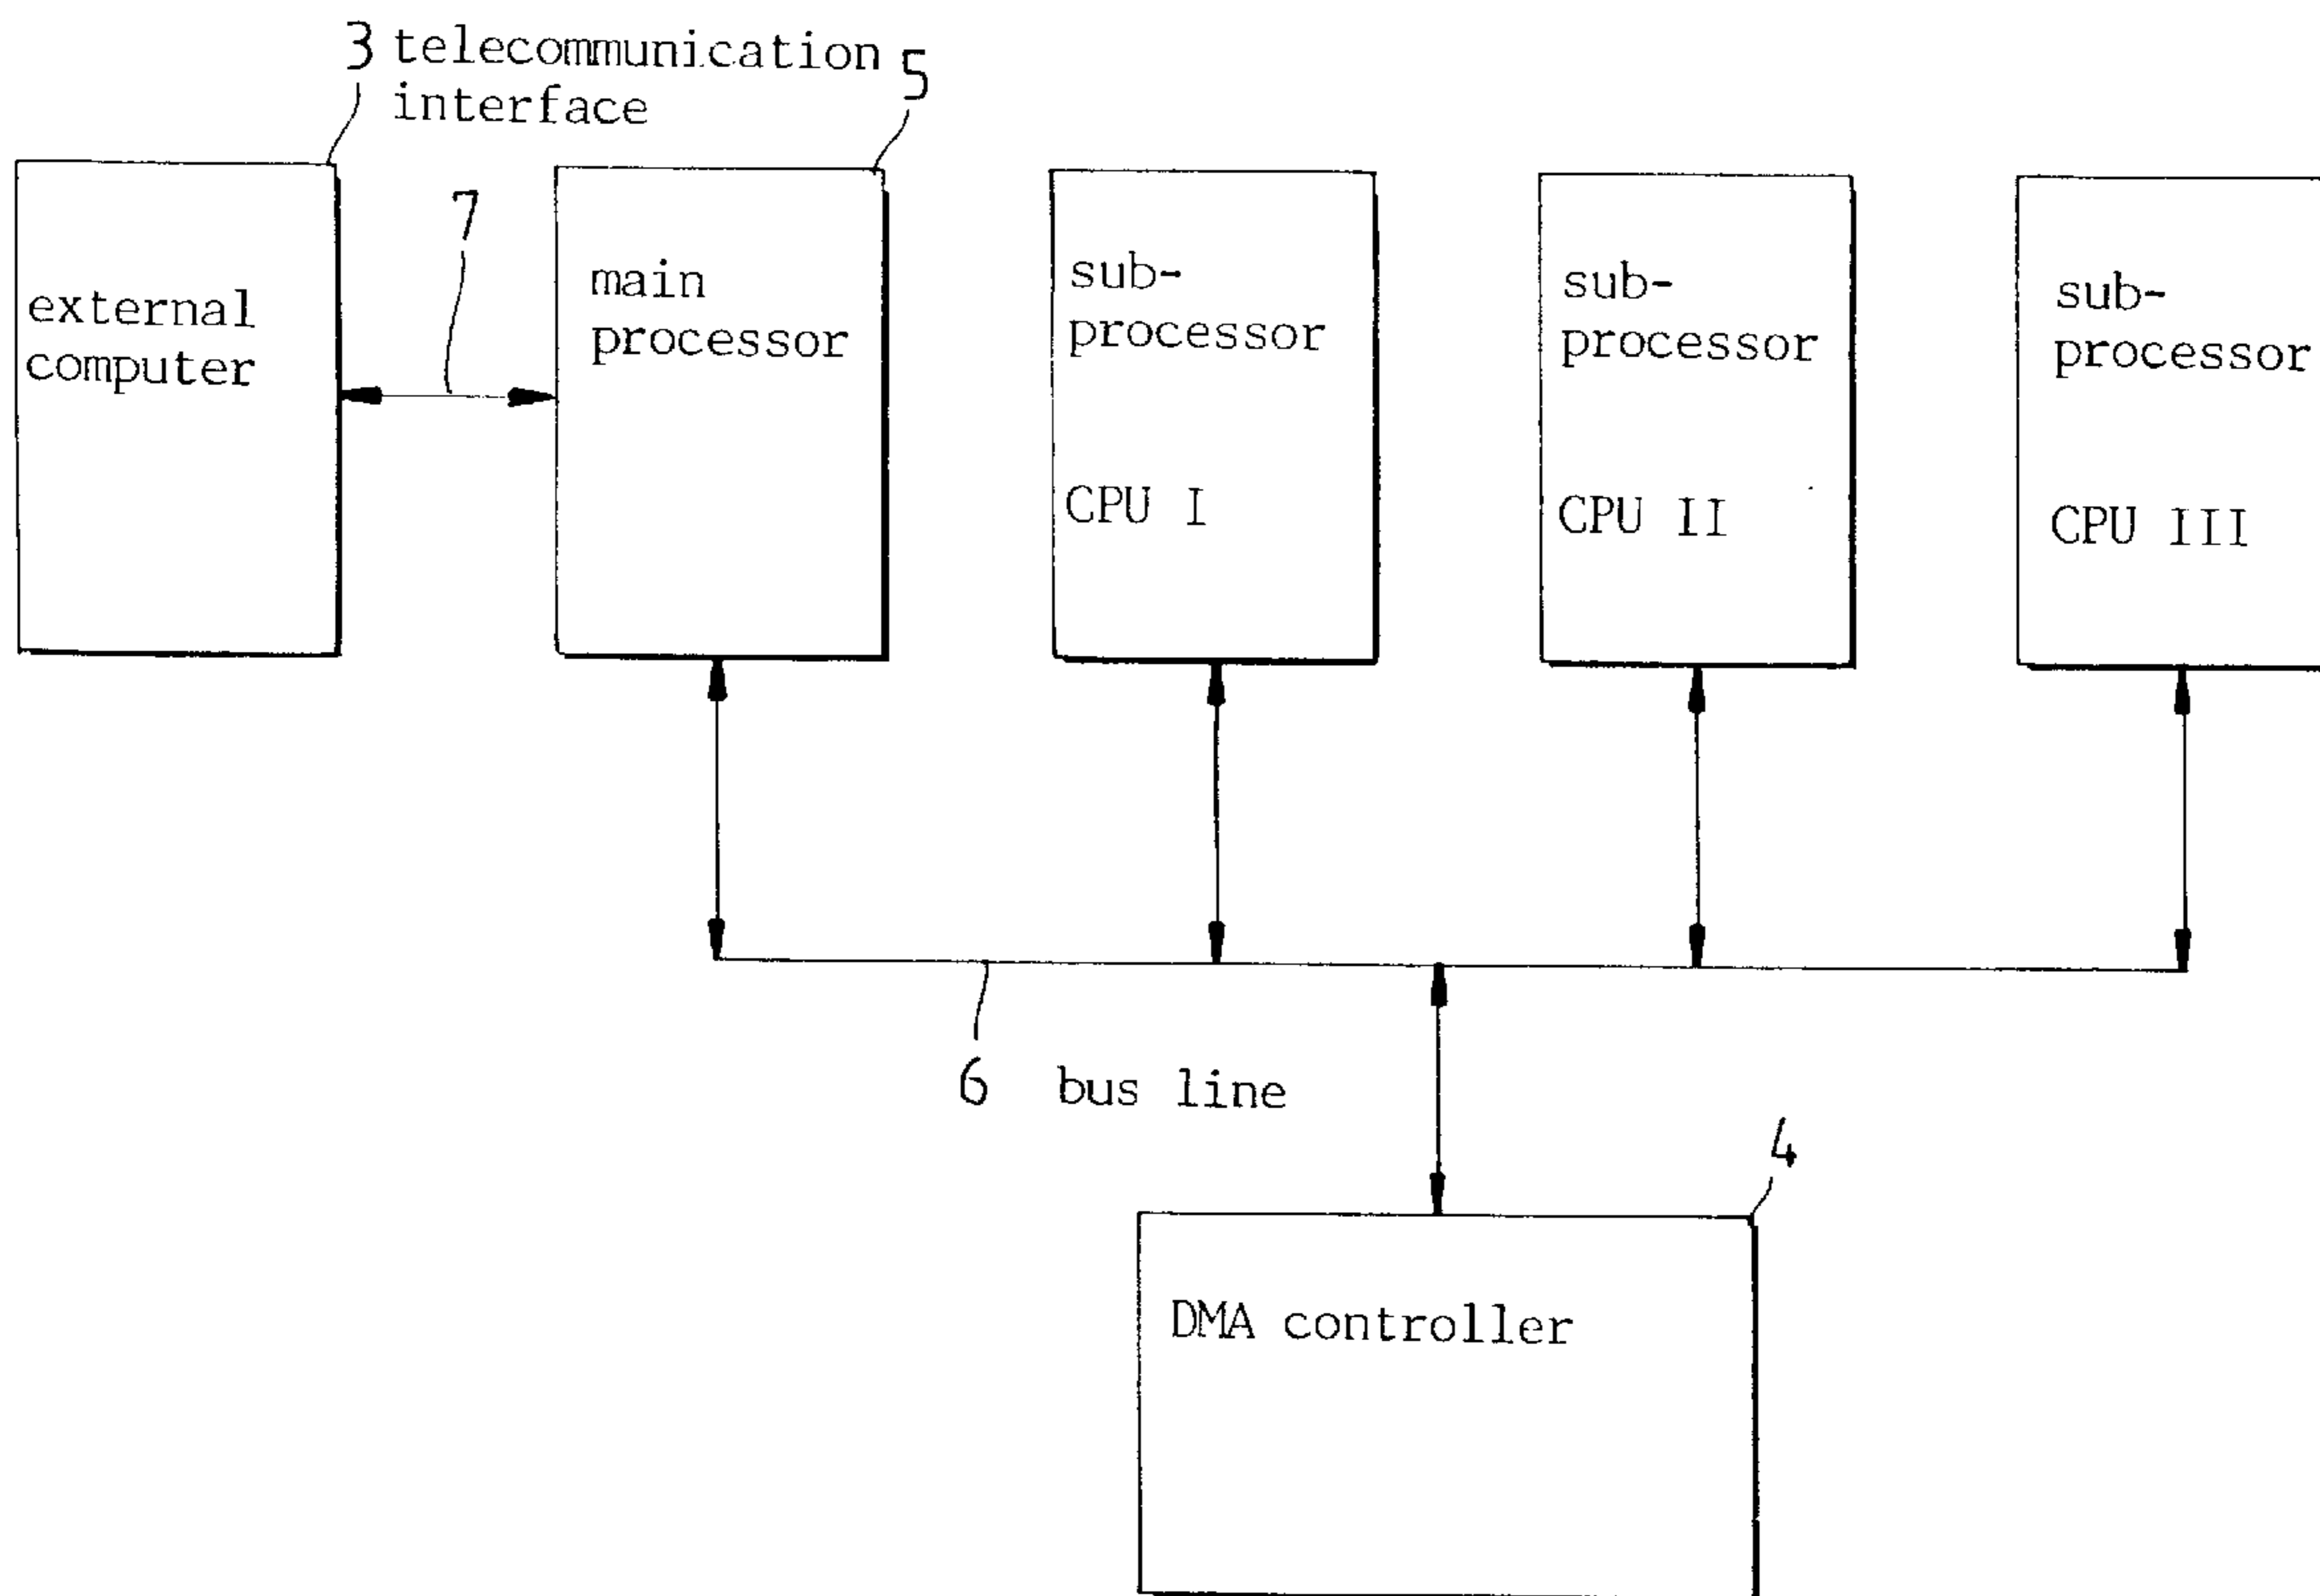 3 telecommunication
interface
5
7
external
computer
main
processor
sub-
processor
CPU I
sub-
processor
CPU II
sub-
processor
CPU III
6 bus line
4
DMA controller